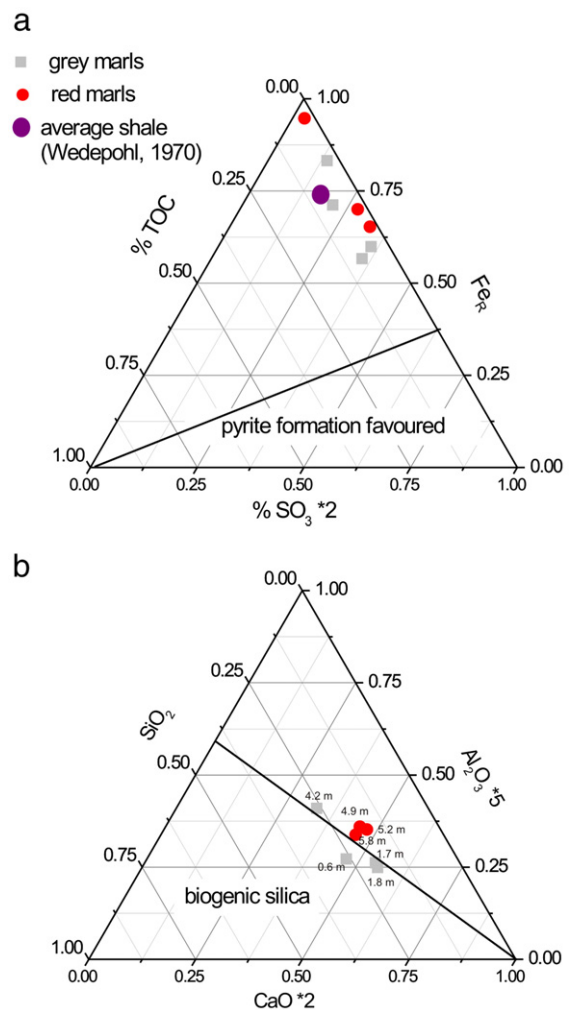 a
grey marls
red marls
average shale
(Wedepohl, 1970)
0.00 1.00
0.25 0.75
% TOC
0.50 0.50
Fe_R
0.75 0.25
pyrite formation favoured
1.00 0.00
0.00 0.25 0.50 0.75 1.00
% SO₃ *2
b
0.00 1.00
0.25 0.75
SiO₂
0.50 0.50
Al₂O₃ *5
4.2 m
4.9 m
5.2 m
5.8 m
1.7 m
0.75 0.6 m 0.25
1.8 m
biogenic silica
1.00 0.00
0.00 0.25 0.50 0.75 1.00
CaO *2